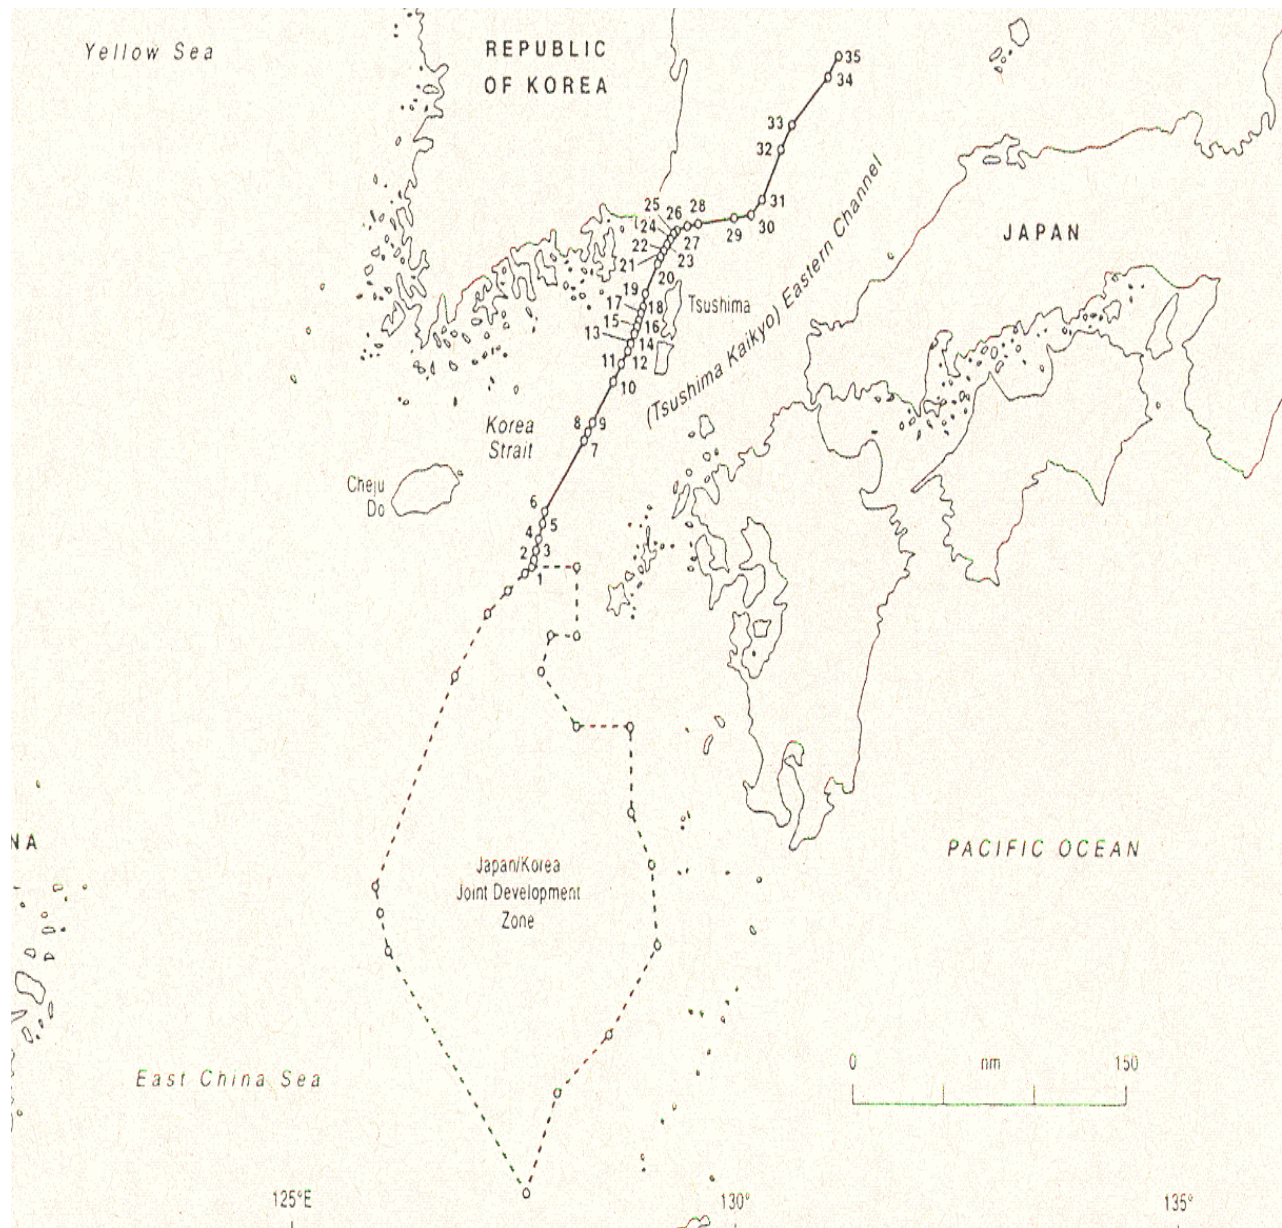 Yellow Sea
REPUBLIC
OF KOREA
35
34
33
32
31
30
29
28
27
26
25
24
23
22
21
20
19
18
17
16
15
14
13
12
11
10
9
8
7
6
5
4
3
2
1
JAPAN
Tsushima
(Tsushima Kaikyo) Eastern Channel
Korea
Strait
Cheju
Do
NA
Japan/Korea
Joint Development
Zone
PACIFIC OCEAN
East China Sea
0 nm 150
125°E 130° 135°